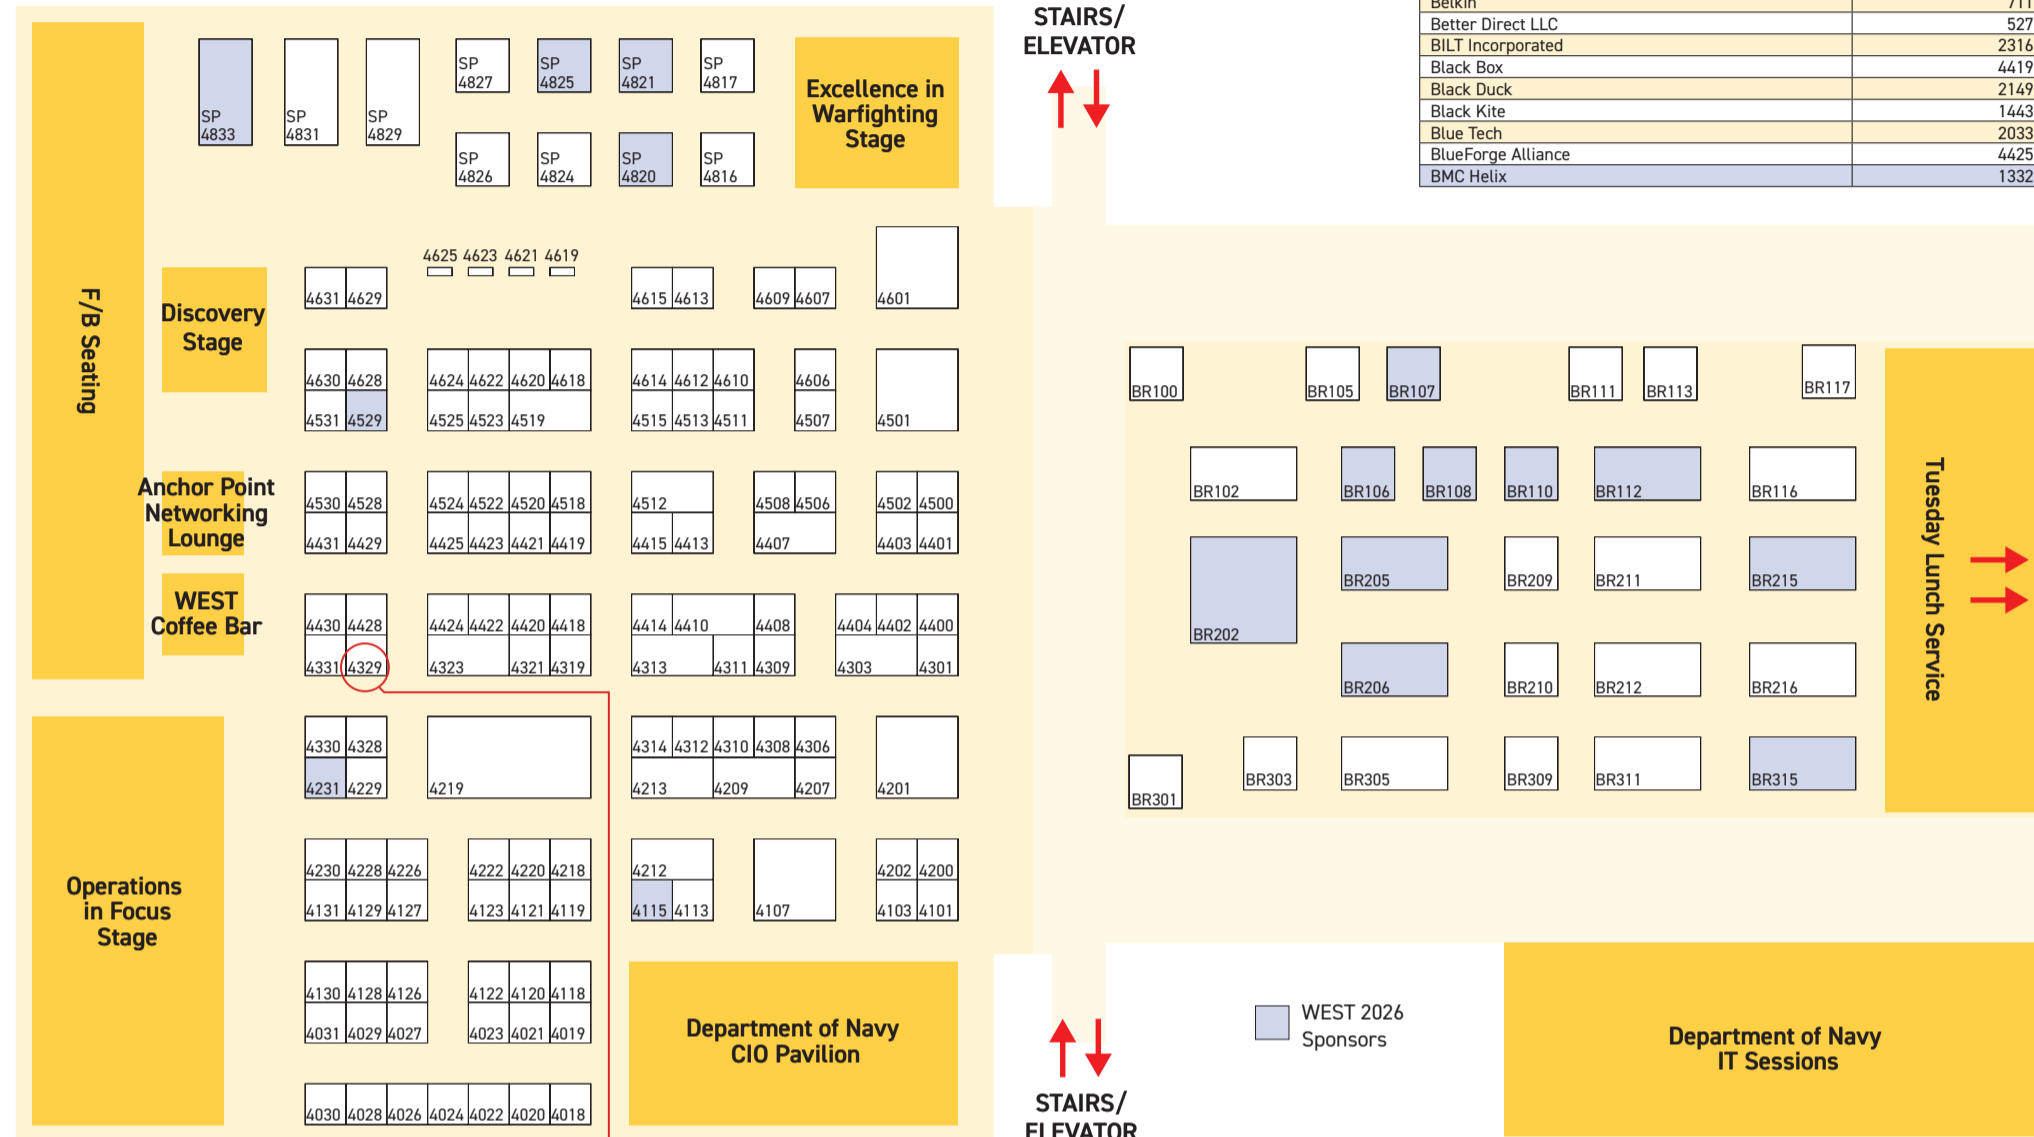 STAIRS/
ELEVATOR
Belkin 711
Better Direct LLC 527
BILT Incorporated 2316
Black Box 4419
Black Duck 2149
Black Kite 1443
Blue Tech 2033
BlueForge Alliance 4425
BMC Helix 1332
SP
4833
SP
4831
SP
4829
SP
4827
SP
4825
SP
4821
SP
4817
SP
4826
SP
4824
SP
4820
SP
4816
Excellence in
Warfighting
Stage
F/B Seating
Discovery
Stage
4625 4623 4621 4619
4631 4629 4615 4613 4609 4607 4601
4630 4628 4624 4622 4620 4618 4614 4612 4610 4606
4531 4529 4525 4523 4519 4515 4513 4511 4507 4501
Anchor Point
Networking
Lounge
4530 4528 4524 4522 4520 4518 4512 4508 4506 4502 4500
4431 4429 4425 4423 4421 4419 4415 4413 4407 4403 4401
WEST
Coffee Bar
4430 4428 4424 4422 4420 4418 4414 4410 4408 4404 4402 4400
4331 4329 4323 4321 4319 4313 4311 4309 4303 4301
4330 4328 4314 4312 4310 4308 4306
4231 4229 4219 4213 4209 4207 4201
Operations
in Focus
Stage
4230 4228 4226 4222 4220 4218 4212 4202 4200
4131 4129 4127 4123 4121 4119 4115 4113 4107 4103 4101
4130 4128 4126 4122 4120 4118
4031 4029 4027 4023 4021 4019
4030 4028 4026 4024 4022 4020 4018
Department of Navy
CIO Pavilion
BR100 BR105 BR107 BR111 BR113 BR117
BR102 BR106 BR108 BR110 BR112 BR116
BR202 BR205 BR209 BR211 BR215
BR206 BR210 BR212 BR216
BR301 BR303 BR305 BR309 BR311 BR315
Tuesday Lunch Service
WEST 2026
Sponsors
Department of Navy
IT Sessions
STAIRS/
ELEVATOR